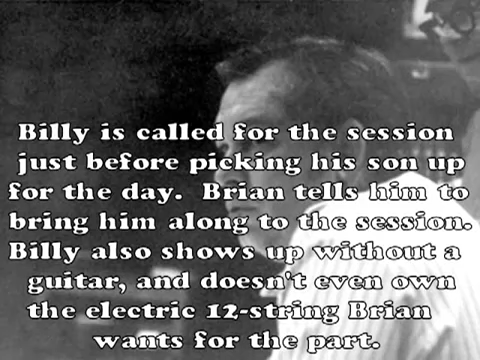 Billy is called for the session
just before picking his son up
for the day. Brian tells him to
bring him along to the session.
Billy also shows up without a
guitar, and doesn't even own
the electric 12-string Brian
wants for the part.